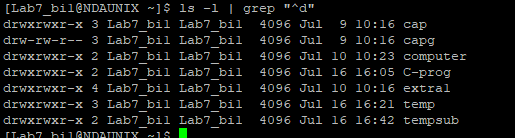 [Lab7_bil@NDAUNIX ~]$ ls -l | grep "^d"
drwxrwxr-x 3 Lab7_bil Lab7_bil 4096 Jul  9 10:16 cap
drw-rw-r-- 3 Lab7_bil Lab7_bil 4096 Jul  9 10:16 capg
drwxrwxr-x 2 Lab7_bil Lab7_bil 4096 Jul 10 10:23 computer
drwxrwxr-x 2 Lab7_bil Lab7_bil 4096 Jul 16 16:05 C-prog
drwxrwxr-x 4 Lab7_bil Lab7_bil 4096 Jul 10 10:16 extral
drwxrwxr-x 3 Lab7_bil Lab7_bil 4096 Jul 16 16:21 temp
drwxrwxr-x 2 Lab7_bil Lab7_bil 4096 Jul 16 16:42 tempsub
[Lab7_bil@NDAUNIX ~]$